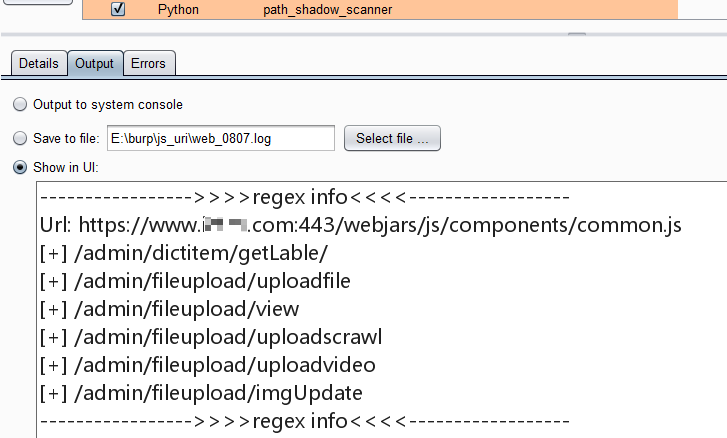 Python path_shadow_scanner
Details Output Errors
Output to system console
Save to file: E:\burp\js_uri\web_0807.log Select file ...
Show in UI:
----------------->>>>regex info<<<<-----------------
Url: https://www.i .com:443/webjars/js/components/common.js
[+] /admin/dictitem/getLable/
[+] /admin/fileupload/uploadfile
[+] /admin/fileupload/view
[+] /admin/fileupload/uploadscrawl
[+] /admin/fileupload/uploadvideo
[+] /admin/fileupload/imgUpdate
----------------->>>>regex info<<<<-----------------